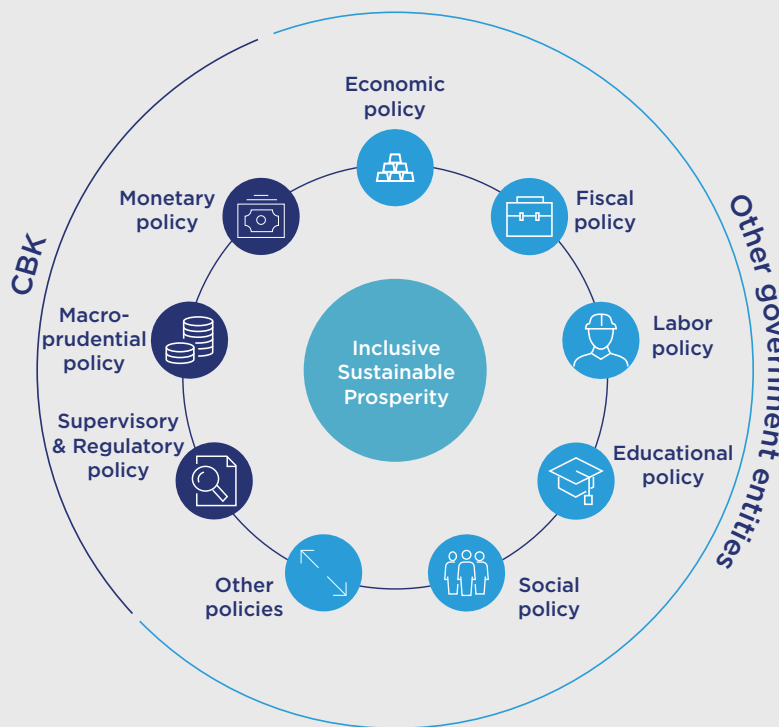 Economic
policy
Monetary
policy
Fiscal
policy
CBK
Other government entities
Macro-
prudential
policy
Labor
policy
Inclusive
Sustainable
Prosperity
Supervisory
& Regulatory
policy
Educational
policy
Other
policies
Social
policy